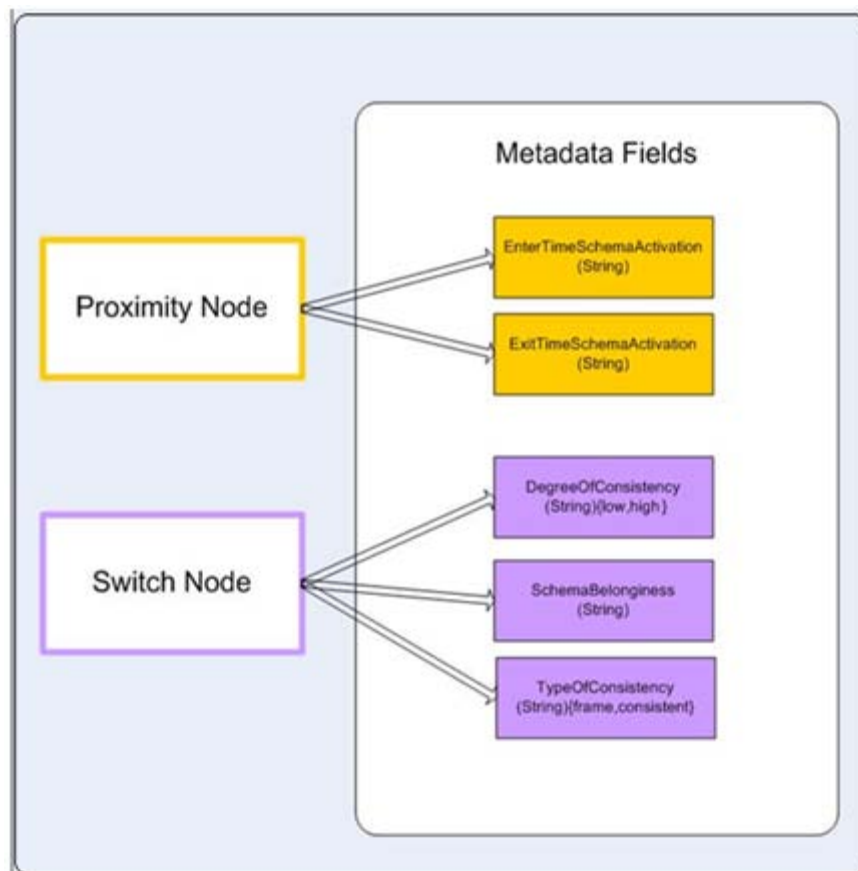 Metadata Fields
Proximity Node
EnterTimeSchemaActivation
(String)
ExitTimeSchemaActivation
(String)
Switch Node
DegreeOfConsistency
(String){low,high}
SchemaBelonginess
(String)
TypeOfConsistency
(String){frame,consistent}